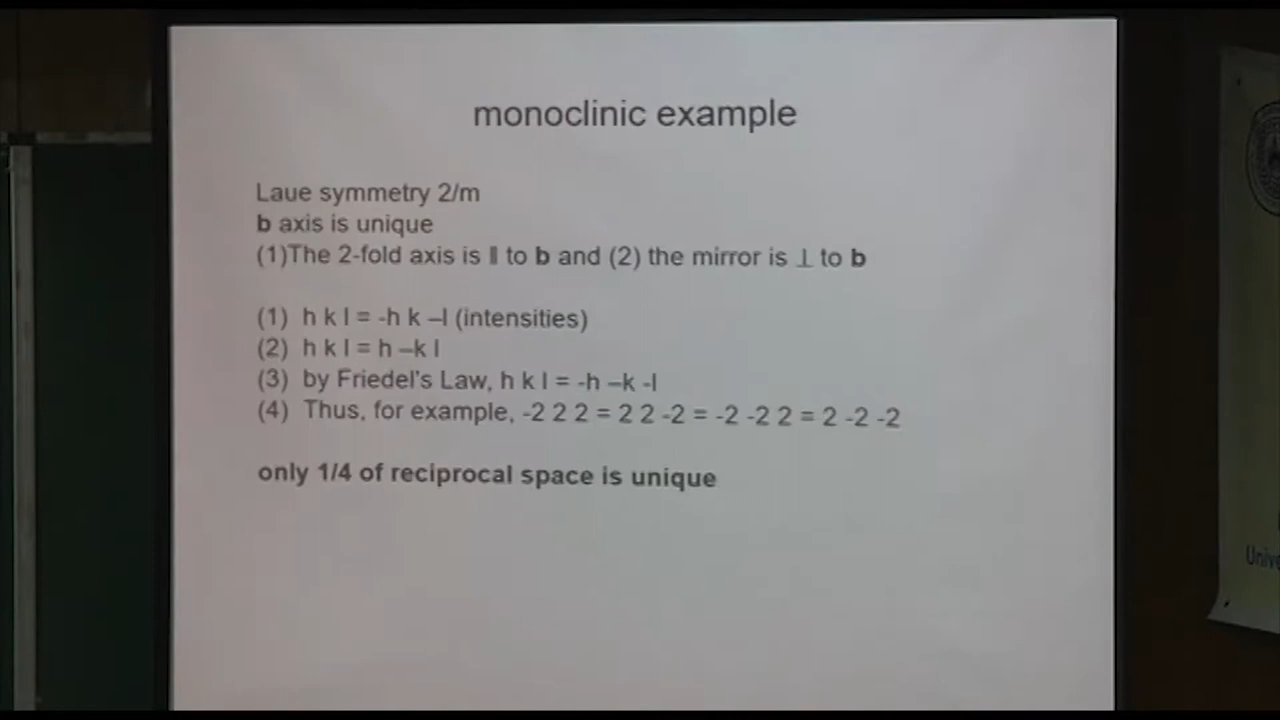 monoclinic example
Laue symmetry 2/m
b axis is unique
(1)The 2-fold axis is ∥ to b and (2) the mirror is ⊥ to b
(1) h k l = -h k –l (intensities)
(2) h k l = h –k l
(3) by Friedel's Law, h k l = -h –k -l
(4) Thus, for example, -2 2 2 = 2 2 -2 = -2 -2 2 = 2 -2 -2
only 1/4 of reciprocal space is unique